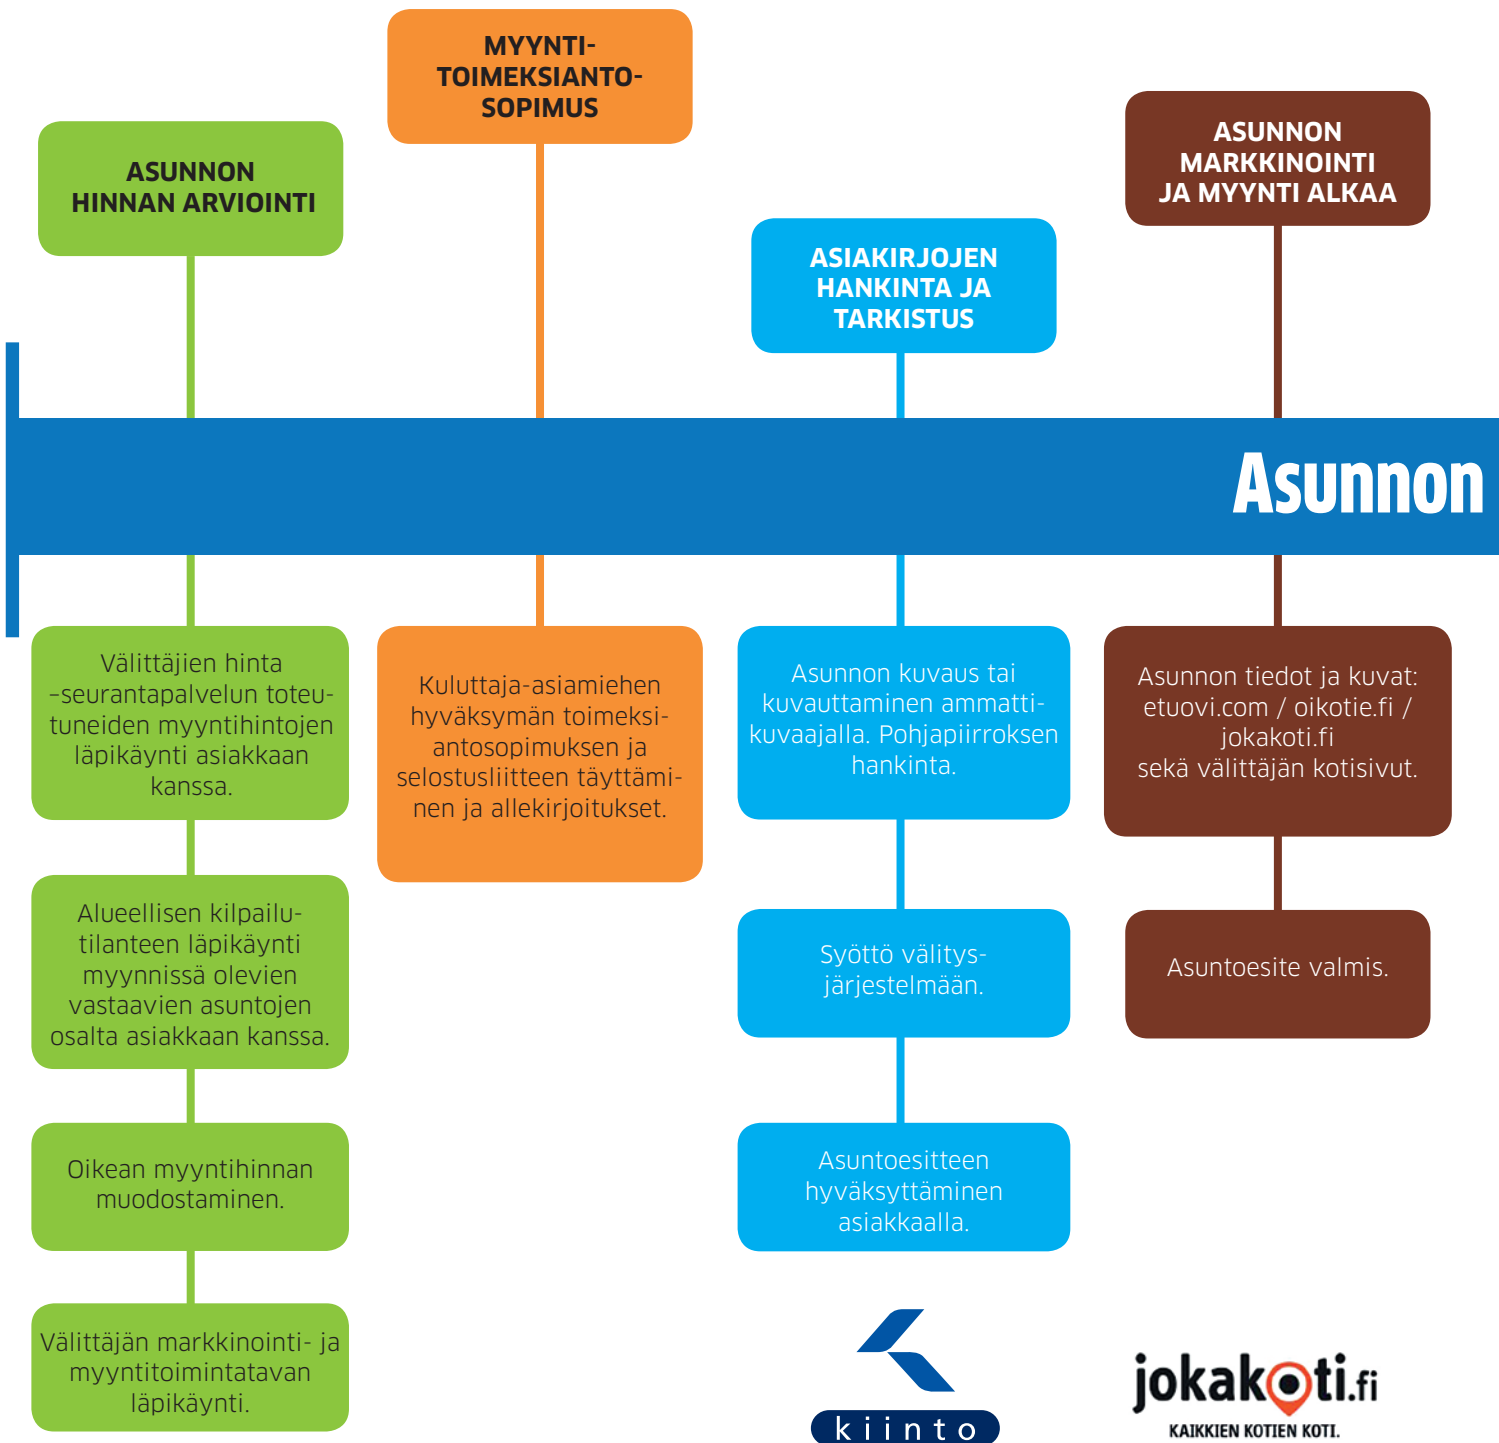 ASUNNON
HINNAN ARVIOINTI
MYYNTI-
TOIMEKSIANTO-
SOPIMUS
ASIAKIRJOJEN
HANKINTA JA
TARKISTUS
ASUNNON
MARKKINOINTI
JA MYYNTI ALKAA
Asunnon
Välittäjien hinta
–seurantapalvelun toteu-
tuneiden myyntihintojen
läpikäynti asiakkaan
kanssa.
Alueellisen kilpailu-
tilanteen läpikäynti
myynnissä olevien
vastaavien asuntojen
osalta asiakkaan kanssa.
Oikean myyntihinnan
muodostaminen.
Välittäjän markkinointi- ja
myyntitoimintatavan
läpikäynti.
Kuluttaja-asiamiehen
hyväksymän toimeksi-
antosopimuksen ja
selostusliitteen täyttämi-
nen ja allekirjoitukset.
Asunnon kuvaus tai
kuvauttaminen ammatti-
kuvaajalla. Pohjapiirroksen
hankinta.
Syöttö välitys-
järjestelmään.
Asuntoesitteen
hyväksyttäminen
asiakkaalla.
Asunnon tiedot ja kuvat:
etuovi.com / oikotie.fi /
jokakoti.fi
sekä välittäjän kotisivut.
Asuntoesite valmis.
kiinto
jokakoti.fi
KAIKKIEN KOTIEN KOTI.